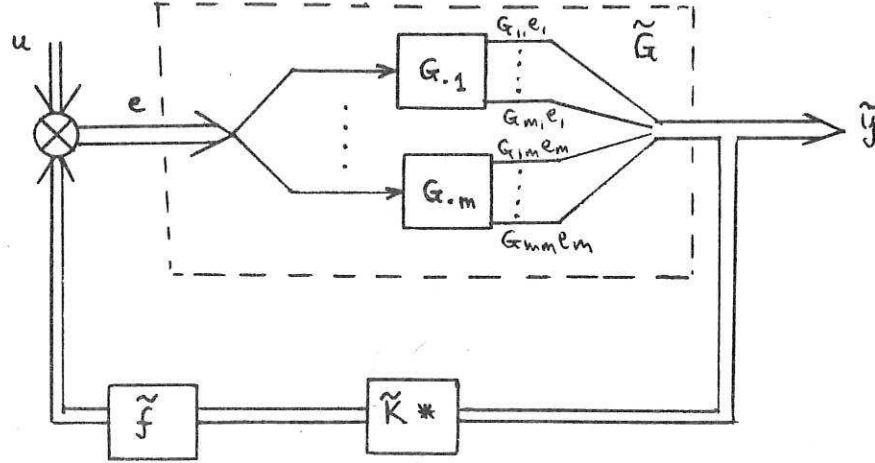 G₁₁e₁
u
G̃
G.₁
e
Gₘ₁e₁
ỹ
G₁ₘeₘ
G.ₘ
Gₘₘeₘ
f̃
K̃ *